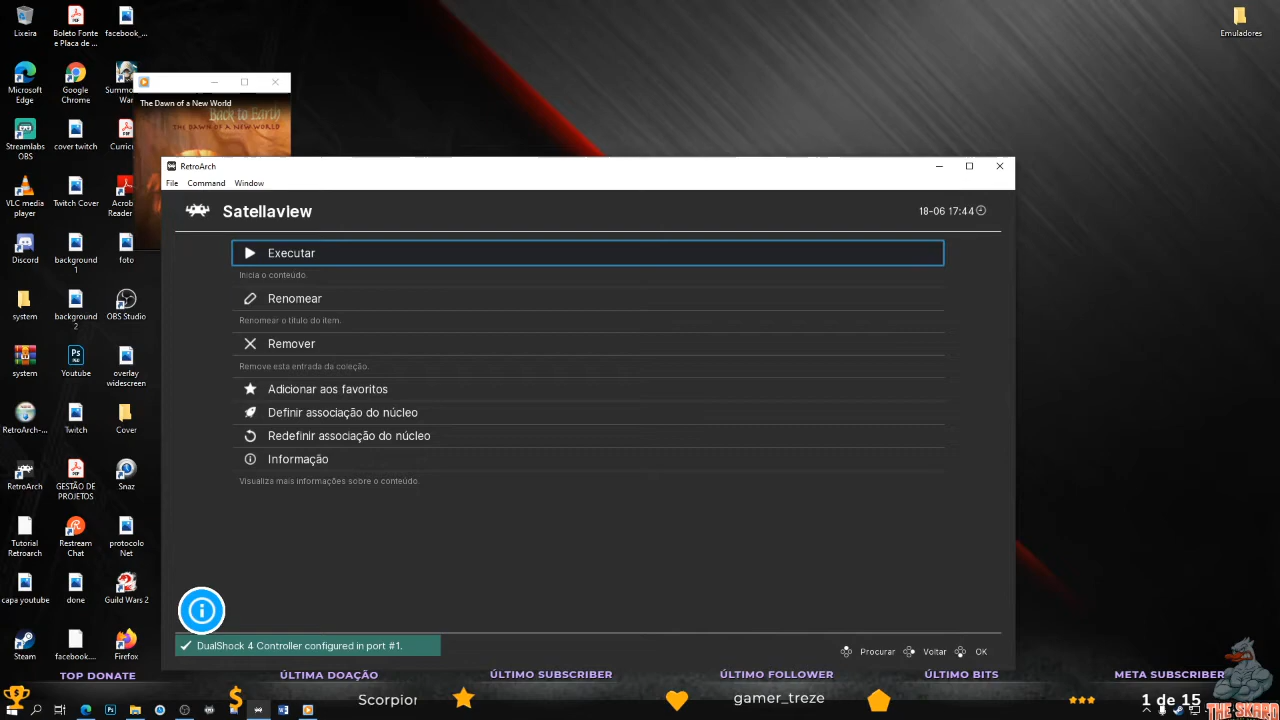 Lixeira
Boleto Fonte e Placa de ...
facebook_...
Emuladores
Microsoft Edge
Google Chrome
Summo... War
The Dawn of a New World
Back to Earth
THE DAWN OF A NEW WORLD
Streamlabs OBS
cover twitch
Curric
RetroArch
File Command Window
VLC media player
Twitch Cover
Acrob Reader
Satellaview
18-06 17:44
Executar
Inicia o conteúdo.
Discord
background 1
foto
Renomear
Renomear o título do item.
system
background 2
OBS Studio
Remover
Remove esta entrada da coleção.
system
Youtube
overlay widescreen
Adicionar aos favoritos
RetroArch-...
Twitch
Cover
Definir associação do núcleo
Redefinir associação do núcleo
Informação
Visualiza mais informações sobre o conteúdo.
RetroArch
GESTÃO DE PROJETOS
Snaz
Tutorial Retroarch
Restream Chat
protocolo Net
capa youtube
done
Guild Wars 2
Steam
facebook....
Firefox
DualShock 4 Controller configured in port #1.
Procurar Voltar OK
TOP DONATE ÚLTIMA DOAÇÃO ÚLTIMO SUBSCRIBER ÚLTIMO FOLLOWER ÚLTIMO BITS META SUBSCRIBER
Scorpior gamer_treze 1 de 15
THE SKARN